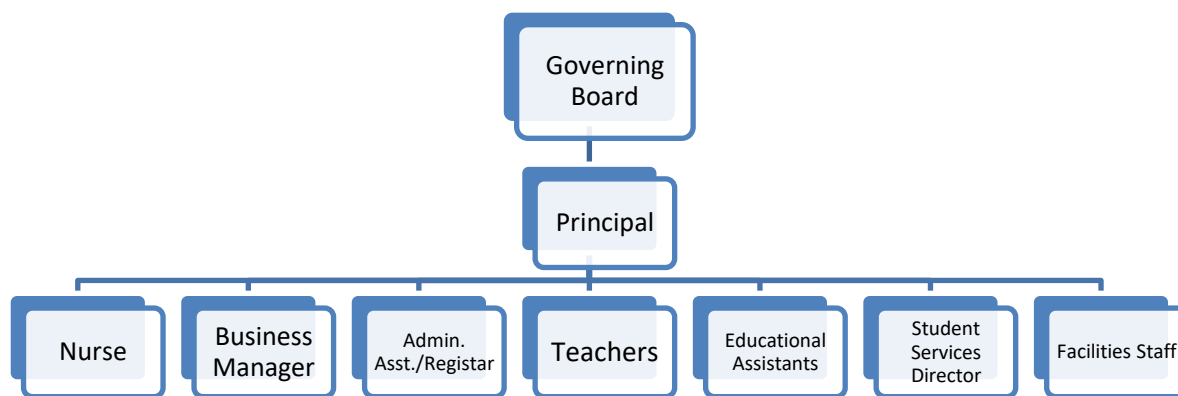 Governing
Board
Principal
Nurse
Business
Manager
Admin.
Asst./Registar
Teachers
Educational
Assistants
Student
Services
Director
Facilities Staff